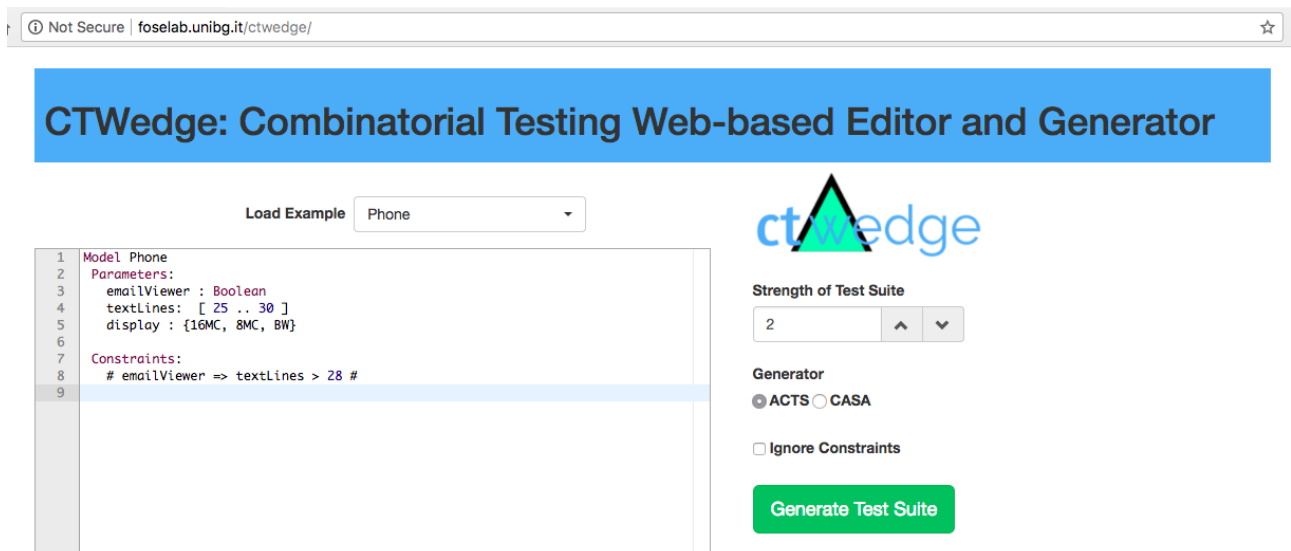 Not Secure foselab.unibg.it/ctwedge/
CTWedge: Combinatorial Testing Web-based Editor and Generator
Load Example Phone
1 Model Phone
2 Parameters:
3 emailViewer : Boolean
4 textLines: [ 25 .. 30 ]
5 display : {16MC, 8MC, BW}
6
7 Constraints:
8 # emailViewer => textLines > 28 #
9
ctwedge
Strength of Test Suite
2
Generator
ACTS CASA
Ignore Constraints
Generate Test Suite